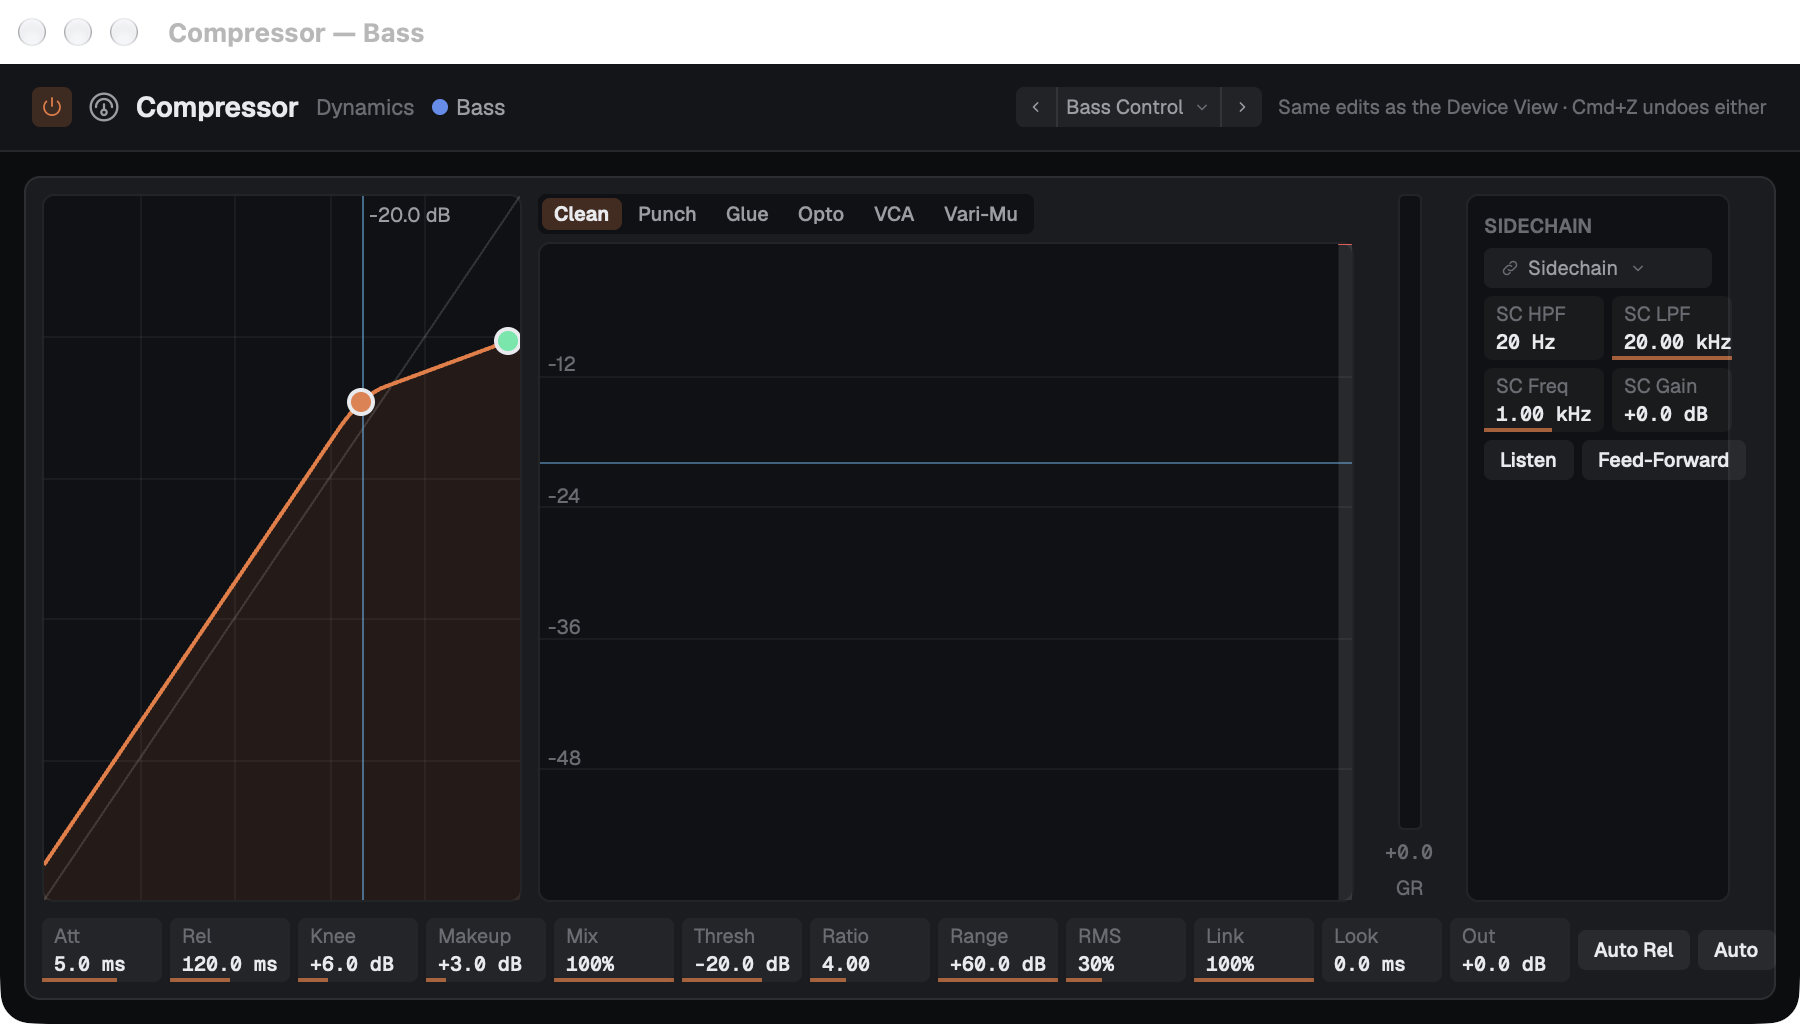 Compressor — Bass
Compressor Dynamics Bass
Bass Control
Same edits as the Device View · Cmd+Z undoes either
-20.0 dB
Clean Punch Glue Opto VCA Vari-Mu
-12
-24
-36
-48
+0.0
GR
SIDECHAIN
Sidechain
SC HPF
20 Hz
SC LPF
20.00 kHz
SC Freq
1.00 kHz
SC Gain
+0.0 dB
Listen
Feed-Forward
Att
5.0 ms
Rel
120.0 ms
Knee
+6.0 dB
Makeup
+3.0 dB
Mix
100%
Thresh
-20.0 dB
Ratio
4.00
Range
+60.0 dB
RMS
30%
Link
100%
Look
0.0 ms
Out
+0.0 dB
Auto Rel
Auto